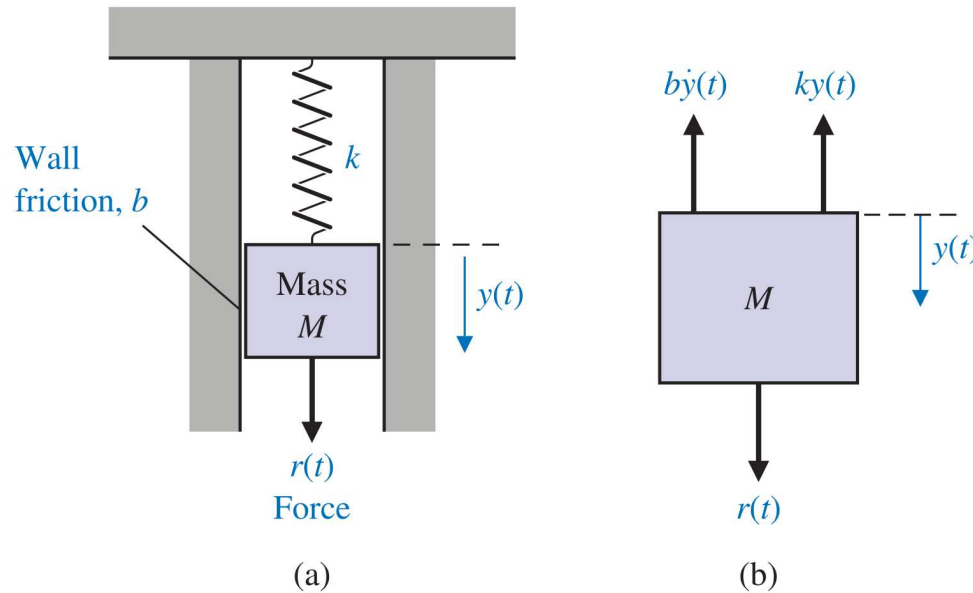 Wall
friction, b
k
Mass
M
y(t)
r(t)
Force
(a)
bẏ(t)
ky(t)
y(t)
M
r(t)
(b)